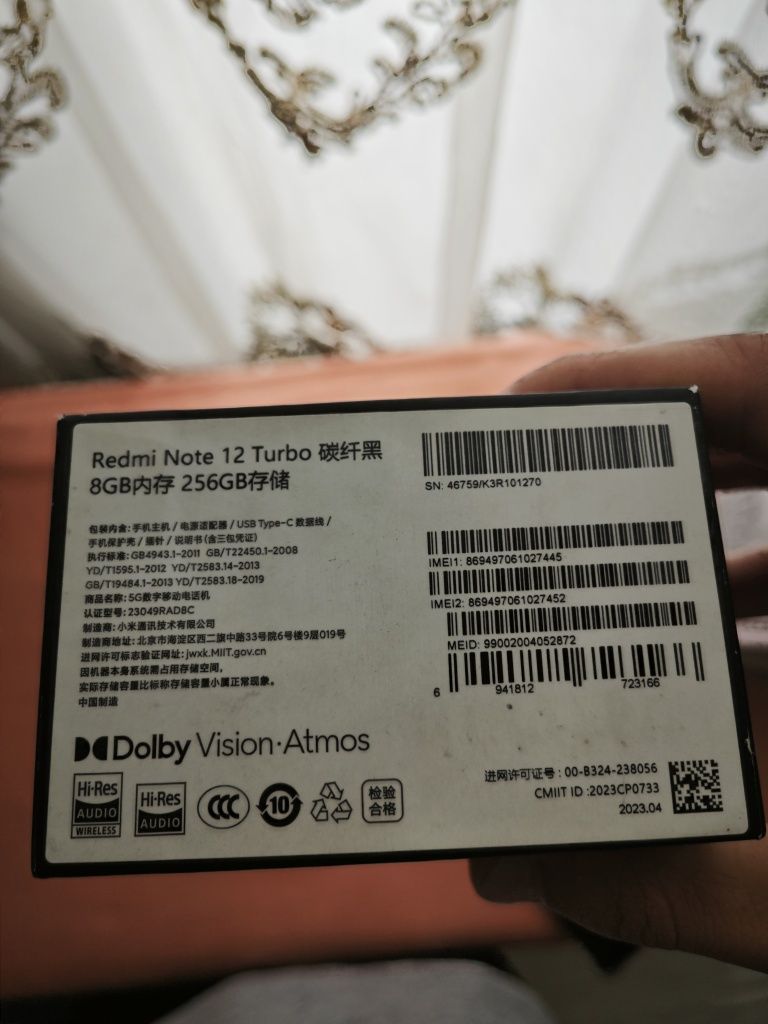 Redmi Note 12 Turbo 碳纤黑
8GB内存 256GB存储
包装内含: 手机主机 / 电源适配器 / USB Type-C 数据线 /
手机保护壳 / 插针 / 说明书(含三包凭证)
执行标准: GB4943.1-2011 GB/T22450.1-2008
YD/T1595.1-2012 YD/T2583.14-2013
GB/T19484.1-2013 YD/T2583.18-2019
商品名称: 5G数字移动电话机
认证型号: 23049RAD8C
制造商: 小米通讯技术有限公司
制造商地址: 北京市海淀区西二旗中路33号院6号楼9层019号
进网许可标志验证网址: jwxk.MIIT.gov.cn
因机器本身系统需占用存储空间,
实际存储容量比标称存储容量小属正常现象。
中国制造
SN: 46759/K3R101270
IMEI1: 869497061027445
IMEI2: 869497061027452
MEID: 99002004052872
6 941812 723166
Dolby Vision·Atmos
Hi-Res
AUDIO
WIRELESS
Hi-Res
AUDIO
CCC
10
检验
合格
进网许可证号 : 00-B324-238056
CMIIT ID :2023CP0733
2023.04